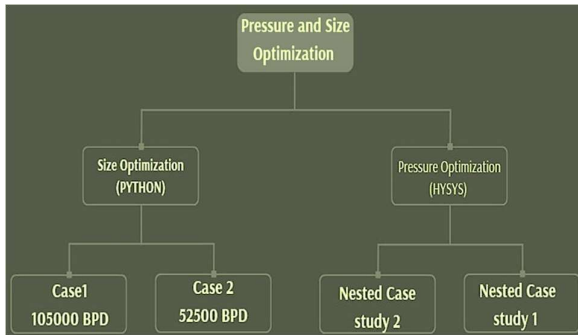 Pressure and Size
Optimization
Size Optimization
(PYTHON)
Pressure Optimization
(HYSYS)
Case1
105000 BPD
Case 2
52500 BPD
Nested Case
study 2
Nested Case
study 1